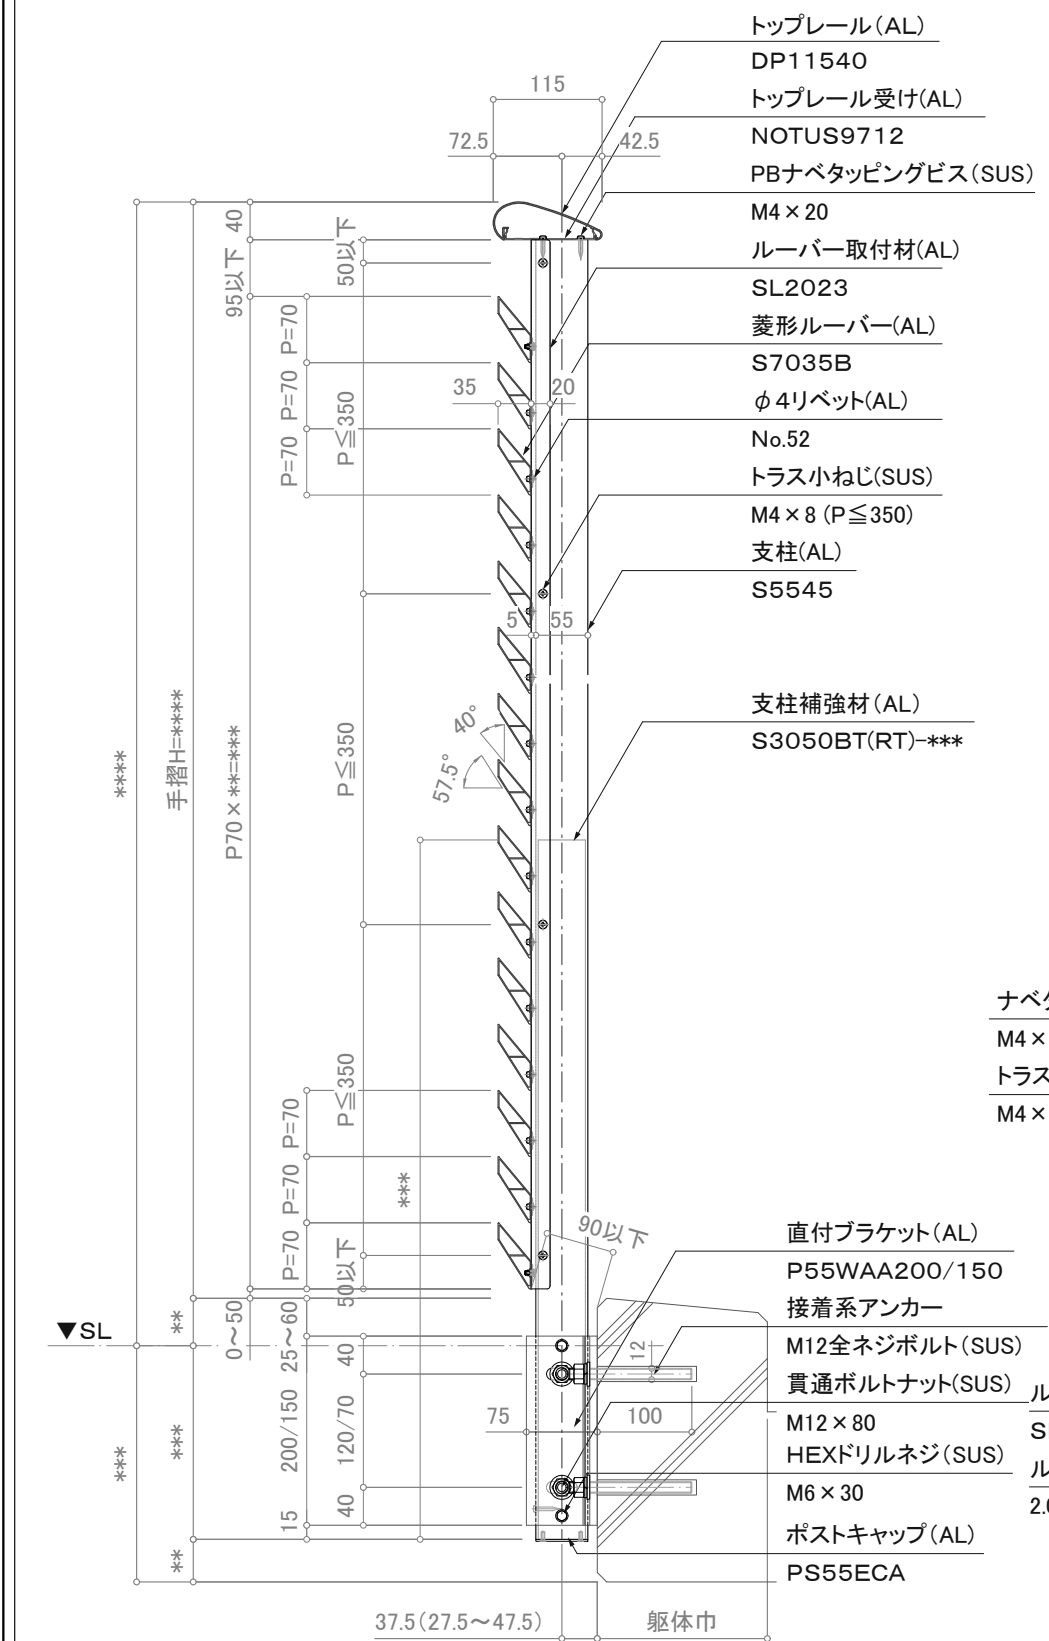 トップレール(AL)
DP11540
トップレール受け(AL)
NOTUS9712
PBナベタッピングビス(SUS)
M4×20
ルーバー取付材(AL)
SL2023
菱形ルーバー(AL)
S7035B
φ4リベット(AL)
No.52
トラス小ねじ(SUS)
M4×8 (P≦350)
支柱(AL)
S5545
支柱補強材(AL)
S3050BT(RT)-***
115
72.5
42.5
40
95以下
50以下
P=70
P=70
P=70
P≦350
35
20
5
55
40°
57.5°
****
手摺H=****
P70×**=****
P≦350
P≦350
P=70
P=70
P=70
50以下
***
90以下
ナベ
M4×
トラス
M4×
直付ブラケット(AL)
P55WAA200/150
接着系アンカー
M12全ネジボルト(SUS)
貫通ボルトナット(SUS)
M12×80
HEXドリルネジ(SUS)
M6×30
ポストキャップ(AL)
PS55ECA
ル
S
ル
2.
▼SL
**
0～50
25～60
40
12
75
100
***
***
200/150
120/70
15
40
**
37.5(27.5～47.5)
躯体巾